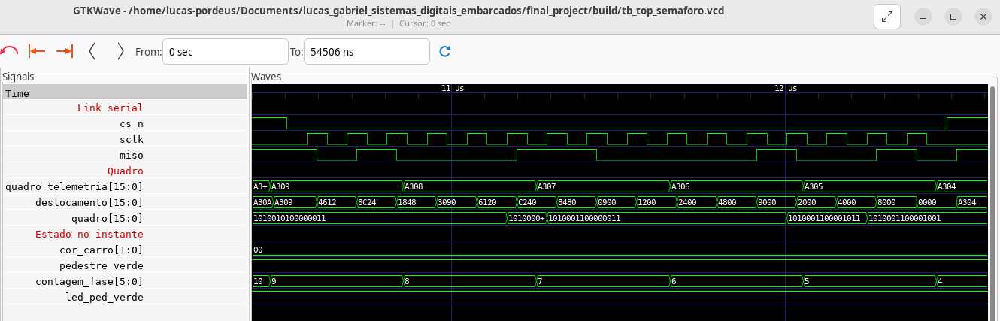 GTKWave - /home/lucas-pordeus/Documents/lucas_gabriel_sistemas_digitais_embarcados/final_project/build/tb_top_semaforo.vcd
Marker: -- | Cursor: 0 sec
From: 0 sec To: 54506 ns
Signals Waves
Time 11 us 12 us
Link serial
cs_n
sclk
miso
Quadro
quadro_telemetria[15:0] A3+ A309 A308 A307 A306 A305 A304
deslocamento[15:0] A30A A309 4612 8C24 1848 3090 6120 C240 8480 0900 1200 2400 4800 9000 2000 4000 8000 0000 A304
quadro[15:0] 1010010100000011 1010000+ 1010001100000011 1010001100001011 1010001100001001
Estado no instante
cor_carro[1:0] 00
pedestre_verde
contagem_fase[5:0] 10 9 8 7 6 5 4
led_ped_verde